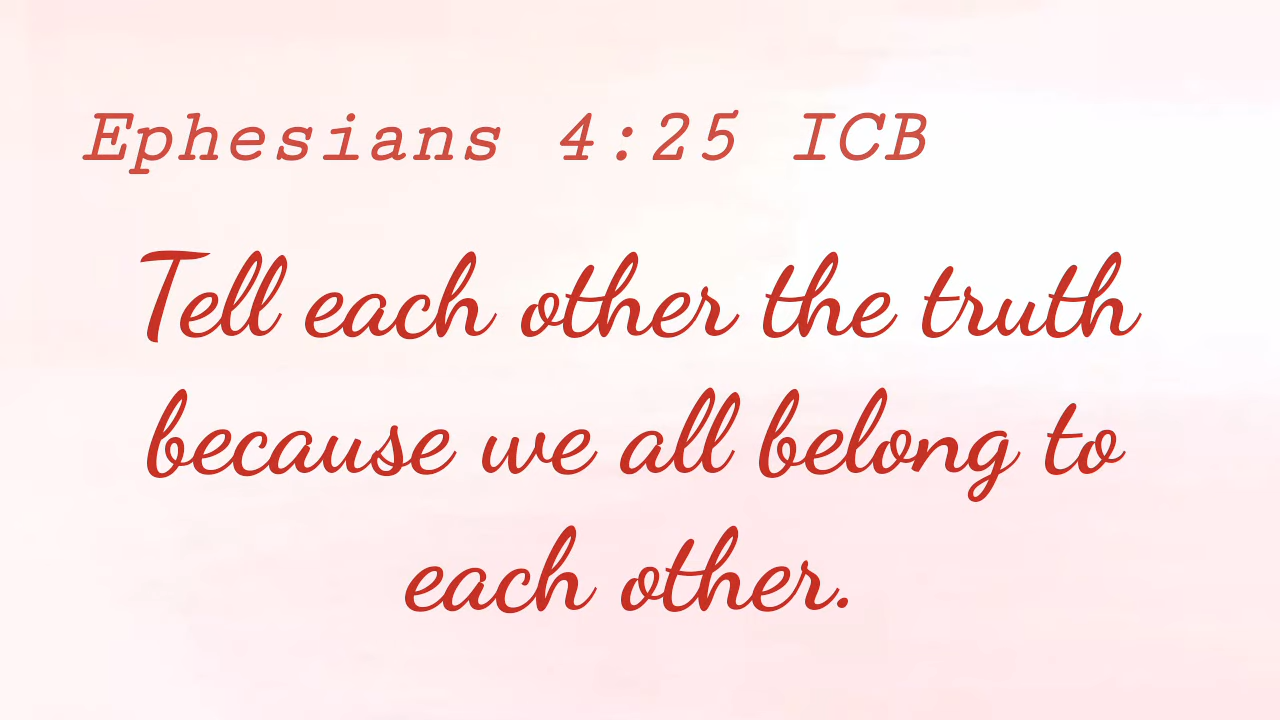 Ephesians 4:25 ICB
Tell each other the truth
because we all belong to
each other.